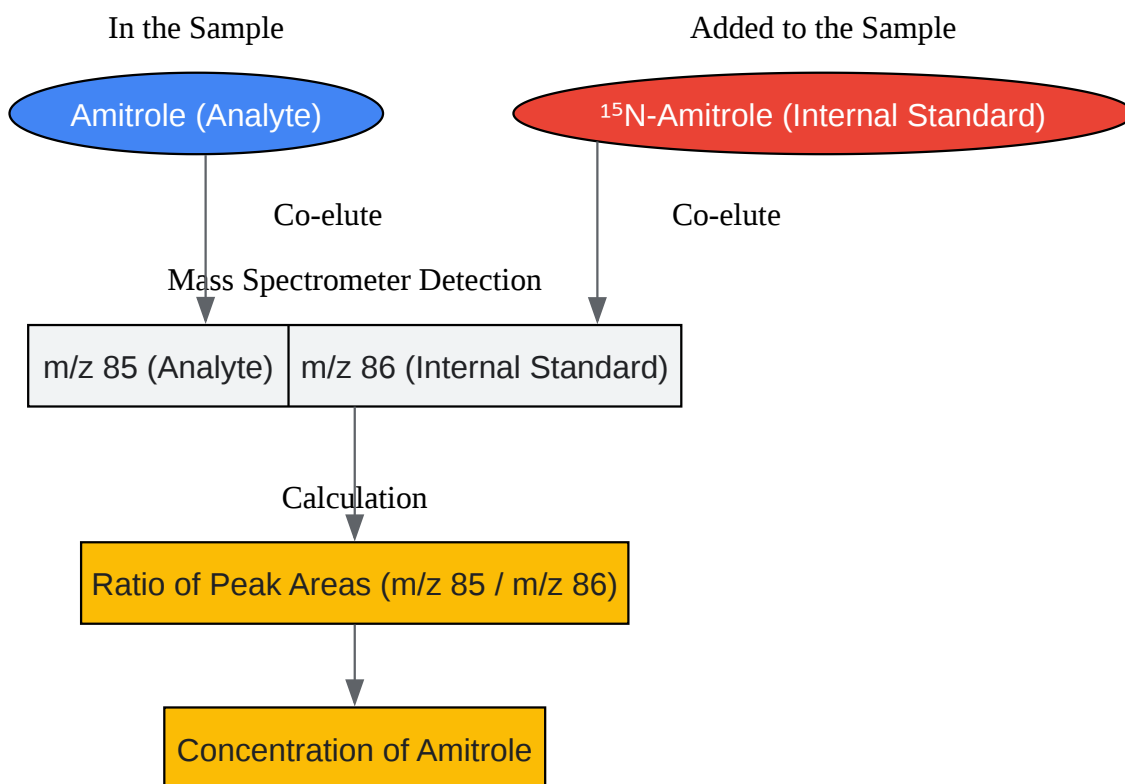 In the Sample
Added to the Sample
Amitrole (Analyte)
¹⁵N-Amitrole (Internal Standard)
Co-elute
Co-elute
Mass Spectrometer Detection
m/z 85 (Analyte)
m/z 86 (Internal Standard)
Calculation
Ratio of Peak Areas (m/z 85 / m/z 86)
Concentration of Amitrole